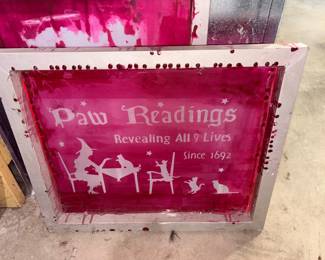 Paw Readings
Revealing All 9 Lives
Since 1692